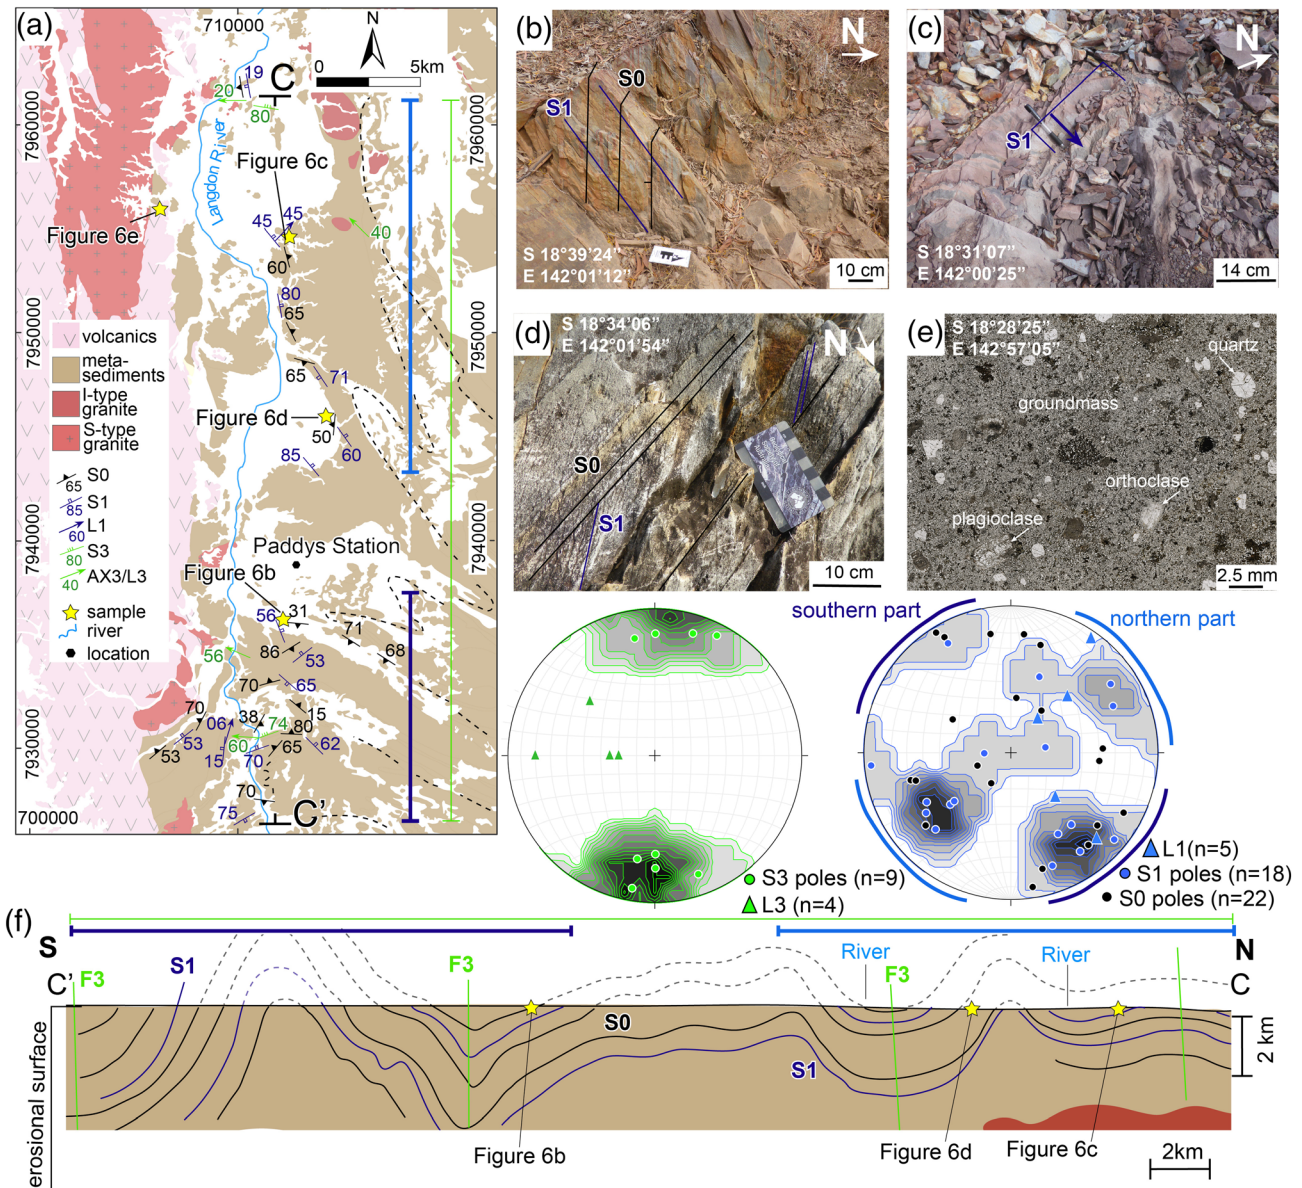 (a)
710000
N
0
5km
7960000
7960000
19
C
20
80
Langdon River
Figure 6c
45
45
Figure 6e
40
60
80
65
7950000
7950000
65
71
Figure 6d
50
60
85
volcanics
meta-
sediments
I-type
granite
S-type
granite
65
S0
85
S1
60
L1
80
S3
40
AX3/L3
sample
river
location
7940000
7940000
Paddys Station
Figure 6b
56
31
71
86
53
68
56
70
65
70
06
38
15
74
80
53
53
15
60
70
65
62
7930000
7930000
70
75
C’
700000
(b)
N
S0
S1
S 18°39’24”
E 142°01’12”
10 cm
(c)
N
S1
S 18°31’07”
E 142°00’25”
14 cm
(d)
S 18°34’06”
E 142°01’54”
N
S0
S1
10 cm
(e)
S 18°28’25”
E 142°57’05”
quartz
groundmass
orthoclase
plagioclase
2.5 mm
southern part
northern part
S3 poles (n=9)
L3 (n=4)
L1(n=5)
S1 poles (n=18)
S0 poles (n=22)
(f)
S
N
C’
F3
S1
F3
River
F3
River
C
S0
S1
2 km
erosional surface
Figure 6b
Figure 6d
Figure 6c
2km